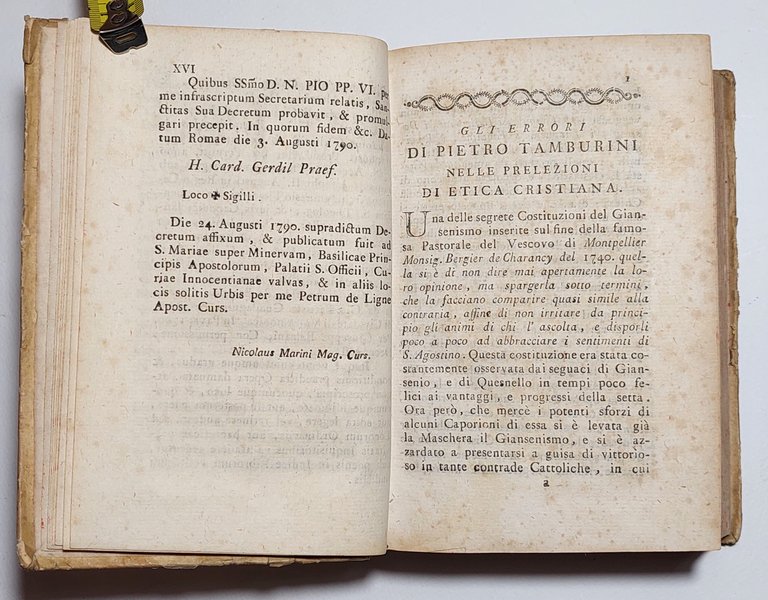 XVI
Quibus SSm̃o D. N. PIO PP. VI. per
me infrascriptum Secretarium relatis, San-
ctitas Sua Decretum probavit, & promul-
gari precepit. In quorum fidem &c. Da-
tum Romae die 3. Augusti 1790.
H. Card. Gerdil Praef.
Loco ✠ Sigilli.
Die 24. Augusti 1790. supradictum De-
cretum affixum, & publicatum fuit ad
S. Mariae super Minervam, Basilicae Prin-
cipis Apostolorum, Palatii S. Officii, Cu-
riae Innocentianae valvas, & in aliis lo-
cis solitis Urbis per me Petrum de Ligne
Apost. Curs.
Nicolaus Marini Mag. Curs.
1
GLI ERRORI
DI PIETRO TAMBURINI
NELLE PRELEZIONI
DI ETICA CRISTIANA.
Una delle segrete Costituzioni del Gian-
senismo inserite sul fine della famo-
sa Pastorale del Vescovo di Montpellier
Monsig. Bergier de Charancy del 1740. quel-
la si è di non dire mai apertamente la lo-
ro opinione, ma spargerla sotto termini,
che la facciano comparire quasi simile alla
contraria, affine di non irritare da princi-
pio gli animi di chi l'ascolta, e disporli
poco a poco ad abbracciare i sentimenti di
S. Agostino. Questa costituzione era stata co-
stantemente osservata dai seguaci di Gian-
senio, e di Quesnello in tempi poco fe-
lici ai vantaggi, e progressi della setta.
Ora però, che mercè i potenti sforzi di
alcuni Caporioni di essa si è levata già
la Maschera il Giansenismo, e si è az-
zardato a presentarsi a guisa di vittorio-
so in tante contrade Cattoliche, in cui
a